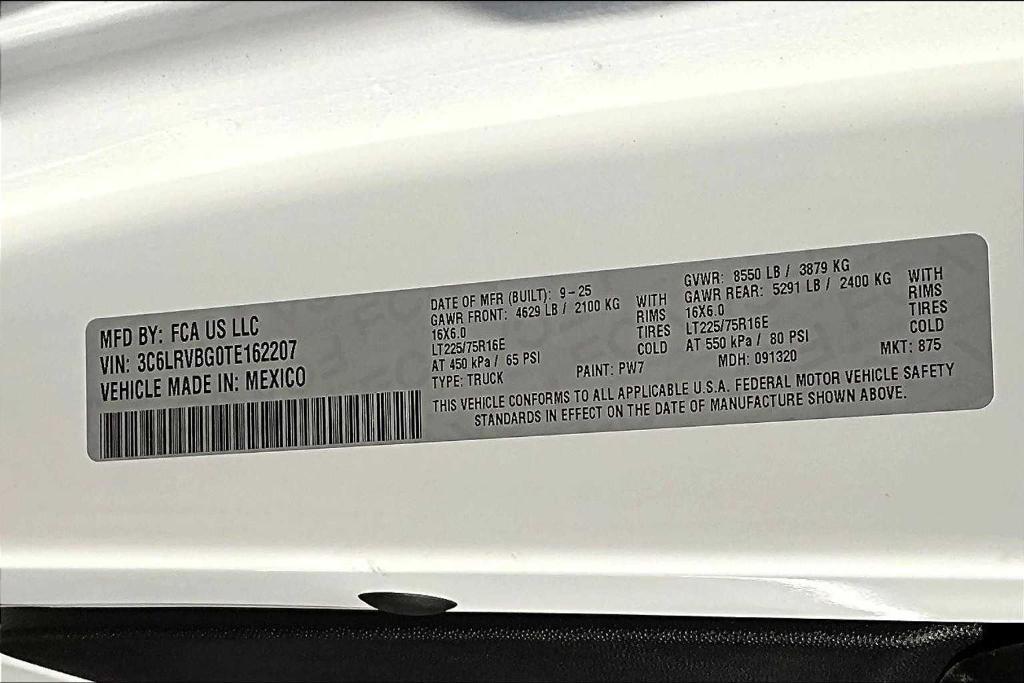 MFD BY: FCA US LLC
VIN: 3C6LRVBG0TE162207
VEHICLE MADE IN: MEXICO
DATE OF MFR (BUILT): 9-25
GAWR FRONT: 4629 LB / 2100 KG WITH
16X6.0 RIMS
LT225/75R16E TIRES
AT 450 kPa / 65 PSI COLD
TYPE: TRUCK PAINT: PW7
GVWR: 8550 LB / 3879 KG
GAWR REAR: 5291 LB / 2400 KG WITH
16X6.0 RIMS
LT225/75R16E TIRES
AT 550 kPa / 80 PSI COLD
MDH: 091320 MKT: 875
THIS VEHICLE CONFORMS TO ALL APPLICABLE U.S.A. FEDERAL MOTOR VEHICLE SAFETY
STANDARDS IN EFFECT ON THE DATE OF MANUFACTURE SHOWN ABOVE.